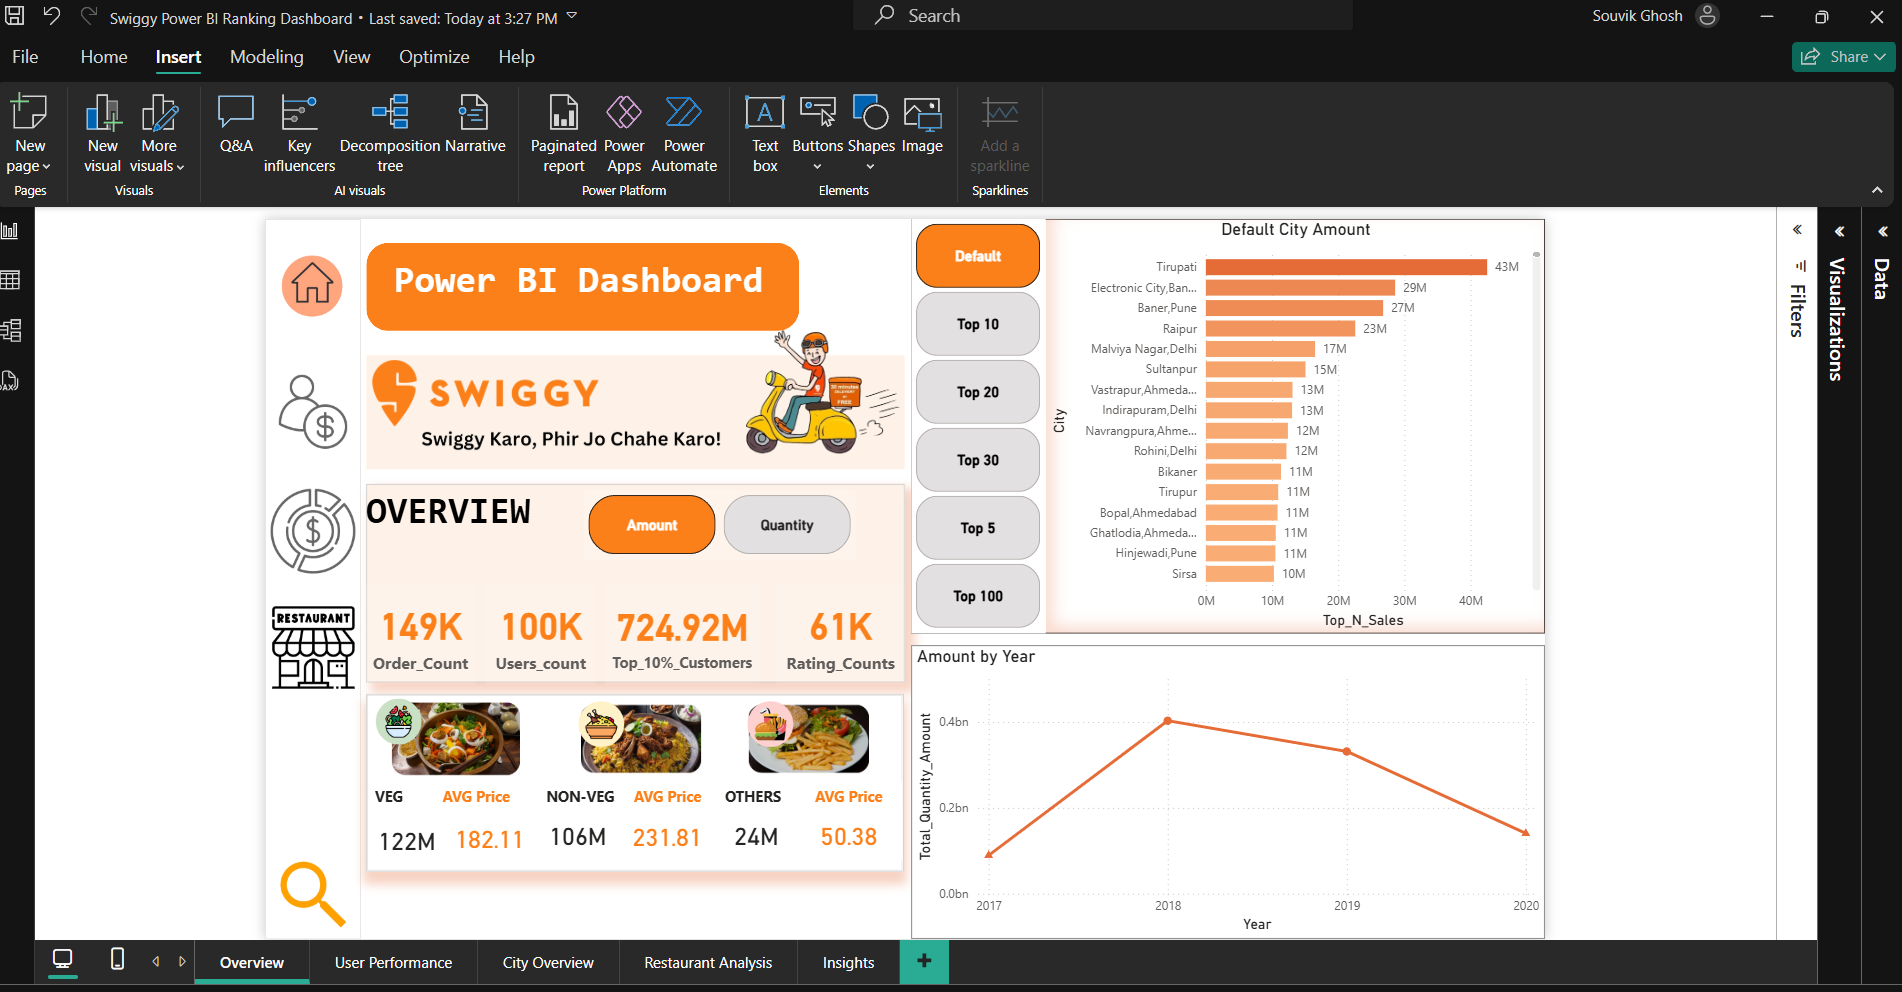 Swiggy Power BI Ranking Dashboard • Last saved: Today at 3:27 PM
Search
Souvik Ghosh
File
Home
Insert
Modeling
View
Optimize
Help
Share
New
page
New
visual
More
visuals
Q&A
Key
influencers
Decomposition
tree
Narrative
Paginated
report
Power
Apps
Power
Automate
Text
box
Buttons
Shapes
Image
Add a
sparkline
Pages
Visuals
AI visuals
Power Platform
Elements
Sparklines
Power BI Dashboard
SWIGGY
Swiggy Karo, Phir Jo Chahe Karo!
30 minutes
DELIVERY
FREE
OVERVIEW
Amount
Quantity
149K
Order_Count
100K
Users_count
724.92M
Top_10%_Customers
61K
Rating_Counts
RESTAURANT
VEG
AVG Price
122M
182.11
NON-VEG
AVG Price
106M
231.81
OTHERS
AVG Price
24M
50.38
Default
Top 10
Top 20
Top 30
Top 5
Top 100
Default City Amount
City
Tirupati 43M
Electronic City,Ban... 29M
Baner,Pune 27M
Raipur 23M
Malviya Nagar,Delhi 17M
Sultanpur 15M
Vastrapur,Ahmeda... 13M
Indirapuram,Delhi 13M
Navrangpura,Ahme... 12M
Rohini,Delhi 12M
Bikaner 11M
Tirupur 11M
Bopal,Ahmedabad 11M
Ghatlodia,Ahmeda... 11M
Hinjewadi,Pune 11M
Sirsa 10M
0M 10M 20M 30M 40M
Top_N_Sales
Amount by Year
Total_Quantity_Amount
0.4bn
0.2bn
0.0bn
2017 2018 2019 2020
Year
Filters
Visualizations
Data
DAX
Overview
User Performance
City Overview
Restaurant Analysis
Insights